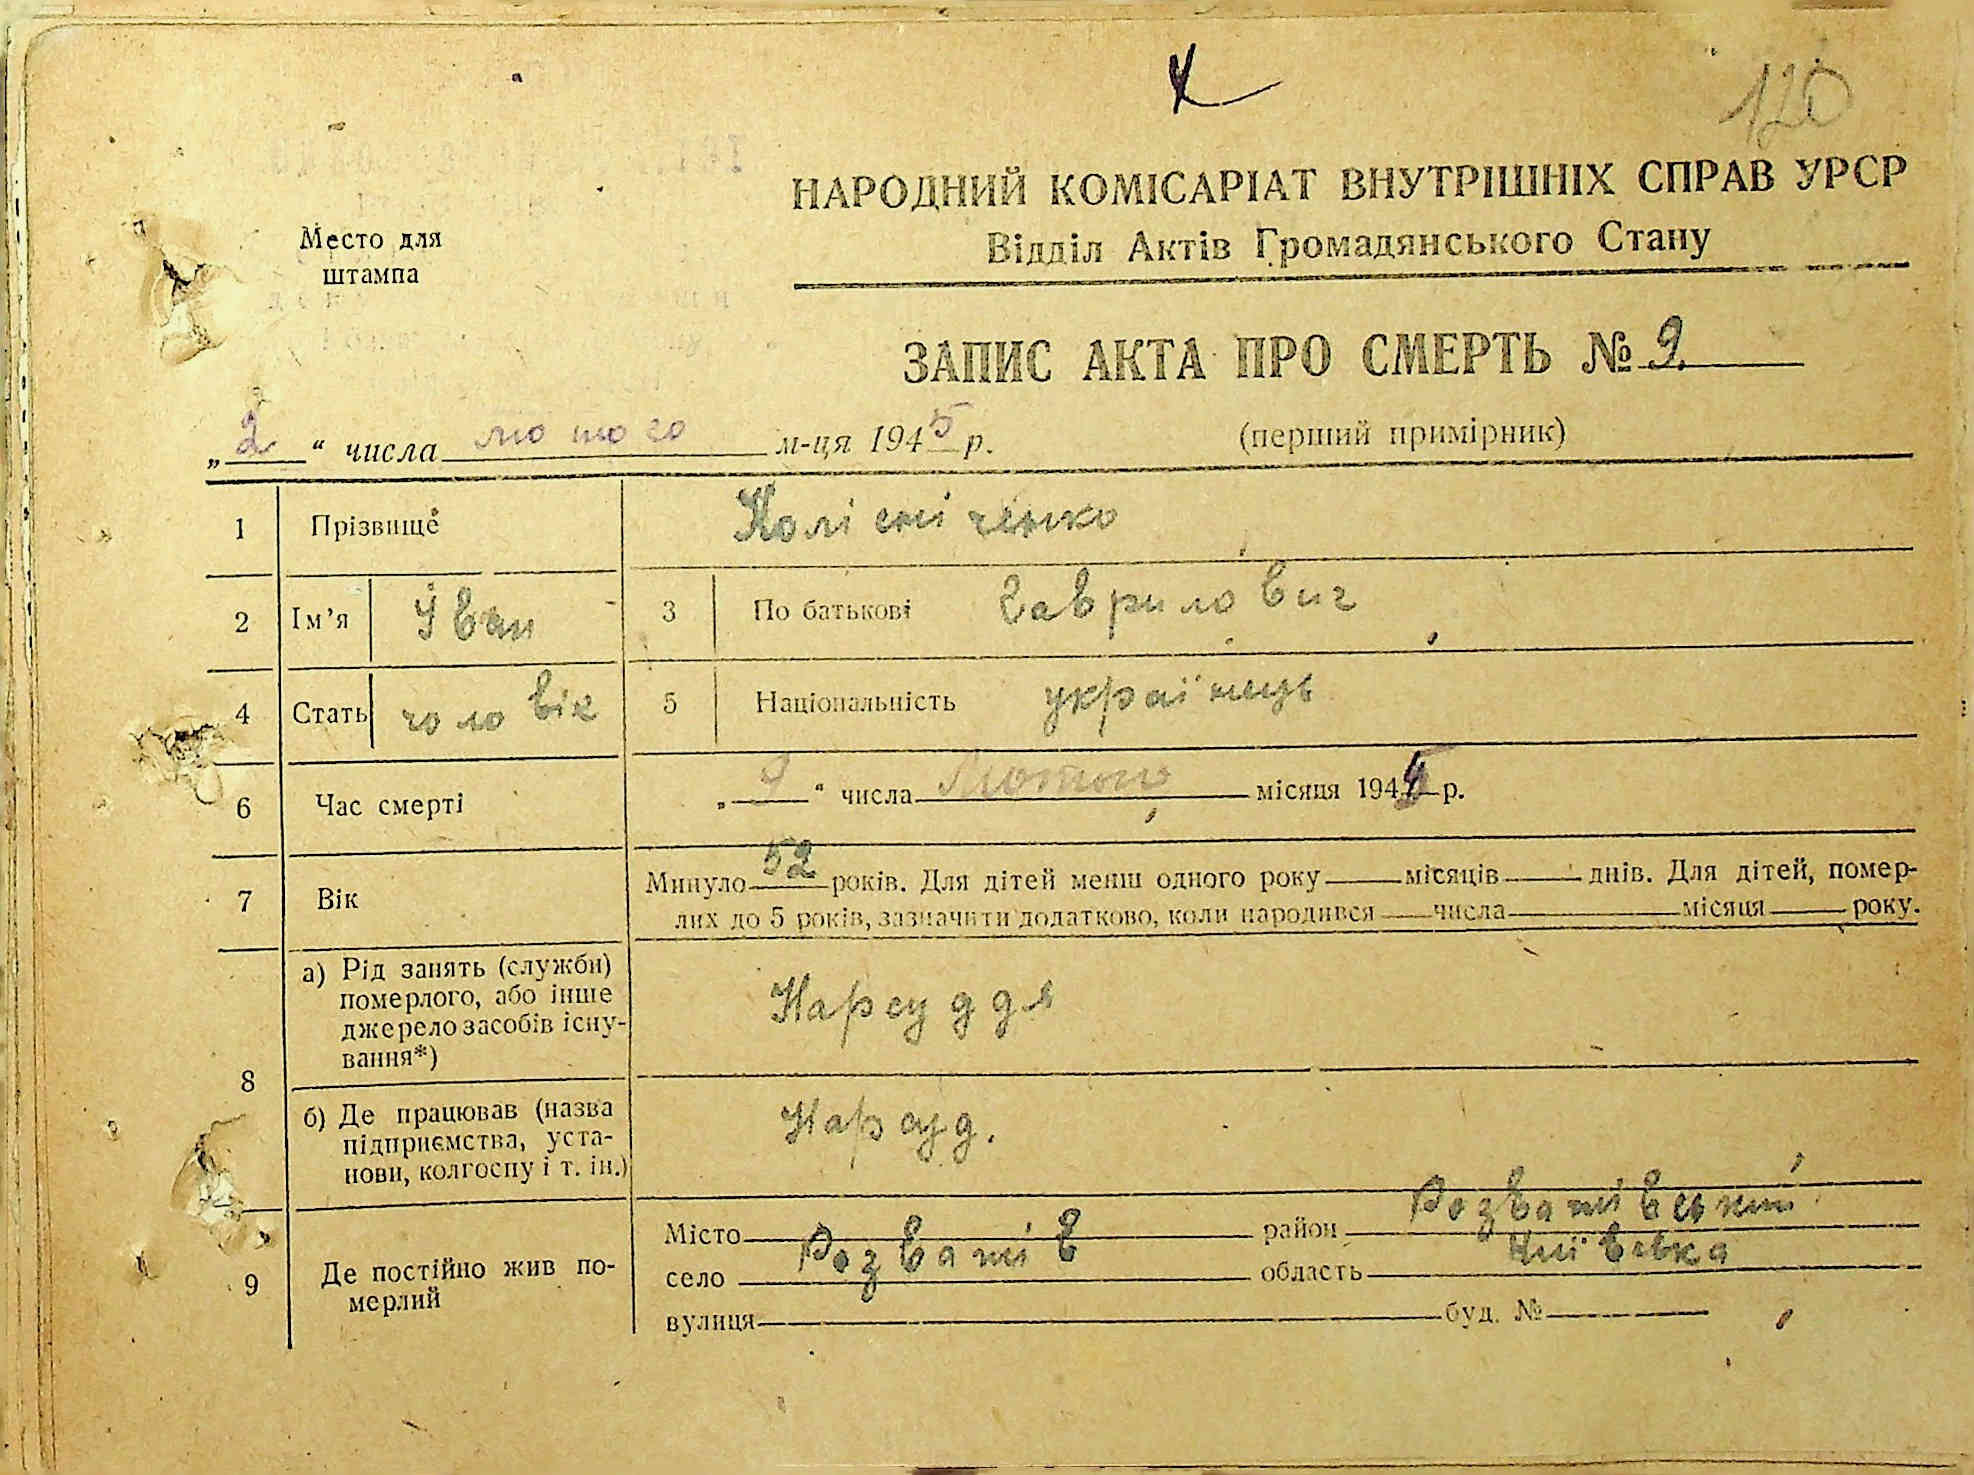 120
НАРОДНИЙ КОМІСАРІАТ ВНУТРІШНІХ СПРАВ УРСР
Відділ Актів Громадянського Стану
Место для
штампа
ЗАПИС АКТА ПРО СМЕРТЬ № 2
„2“ числа лютого м-ця 1945 р.
(перший примірник)
1 Прізвище Колісніченко
2 Ім’я Іван 3 По батькові Гаврилович
4 Стать чоловік 5 Національність українець
6 Час смерті „ “ числа Лютого місяця 1945 р.
7 Вік Минуло 52 років. Для дітей менш одного року місяців днів. Для дітей, помер-
лих до 5 років, зазначити додатково, коли народився числа місяця року.
8 а) Рід занять (служби)
померлого, або інше
джерело засобів існу-
вання*)
Нарсуддя
б) Де працював (назва
підприємства, уста-
нови, колгоспу і т. ін.)
Нарсуд.
9 Де постійно жив по-
мерлий
Місто район Розважівський
село Розважів область Київська
вулиця буд. №